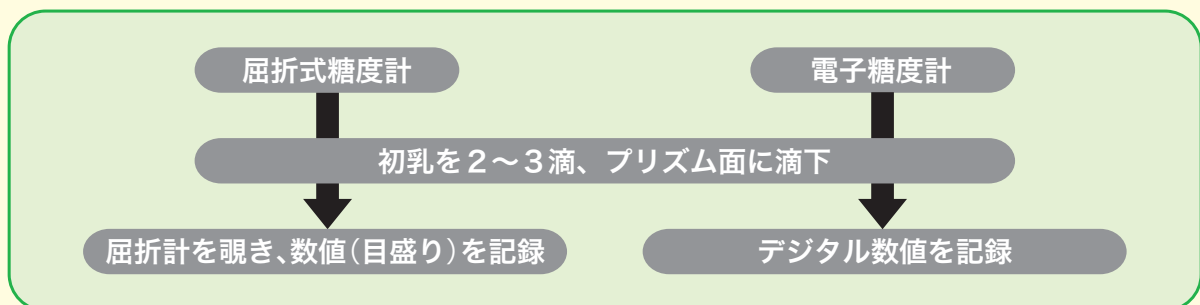 屈折式糖度計
電子糖度計
初乳を2～3滴、プリズム面に滴下
屈折計を覗き、数値（目盛り）を記録
デジタル数値を記録